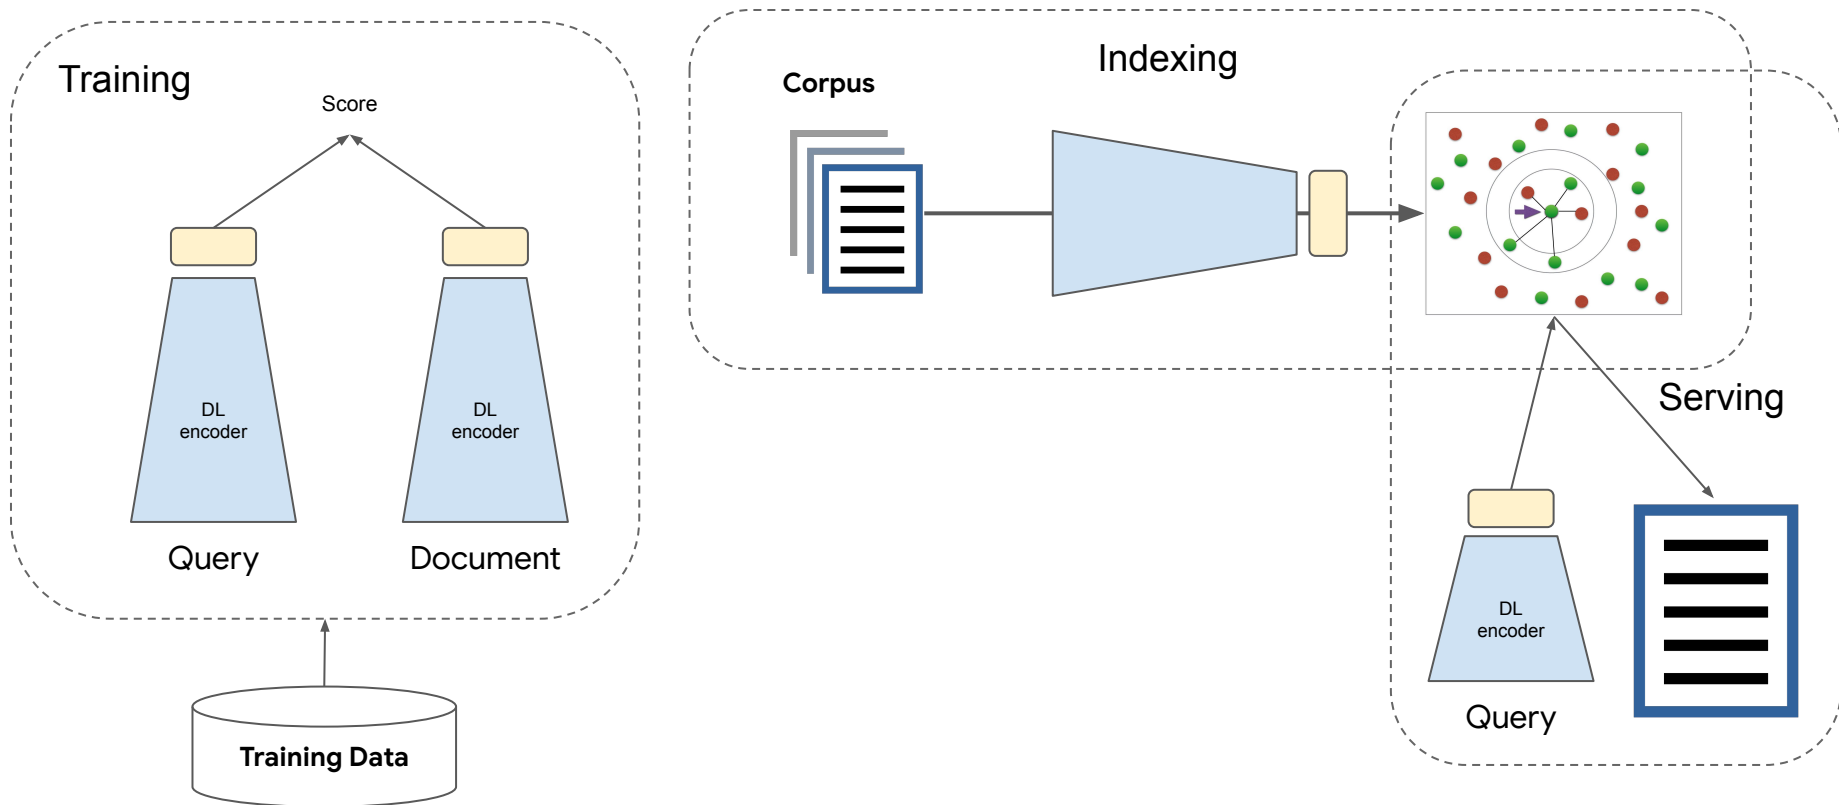 Training
Score
DL
encoder
DL
encoder
Query
Document
Training Data
Indexing
Corpus
Serving
DL
encoder
Query